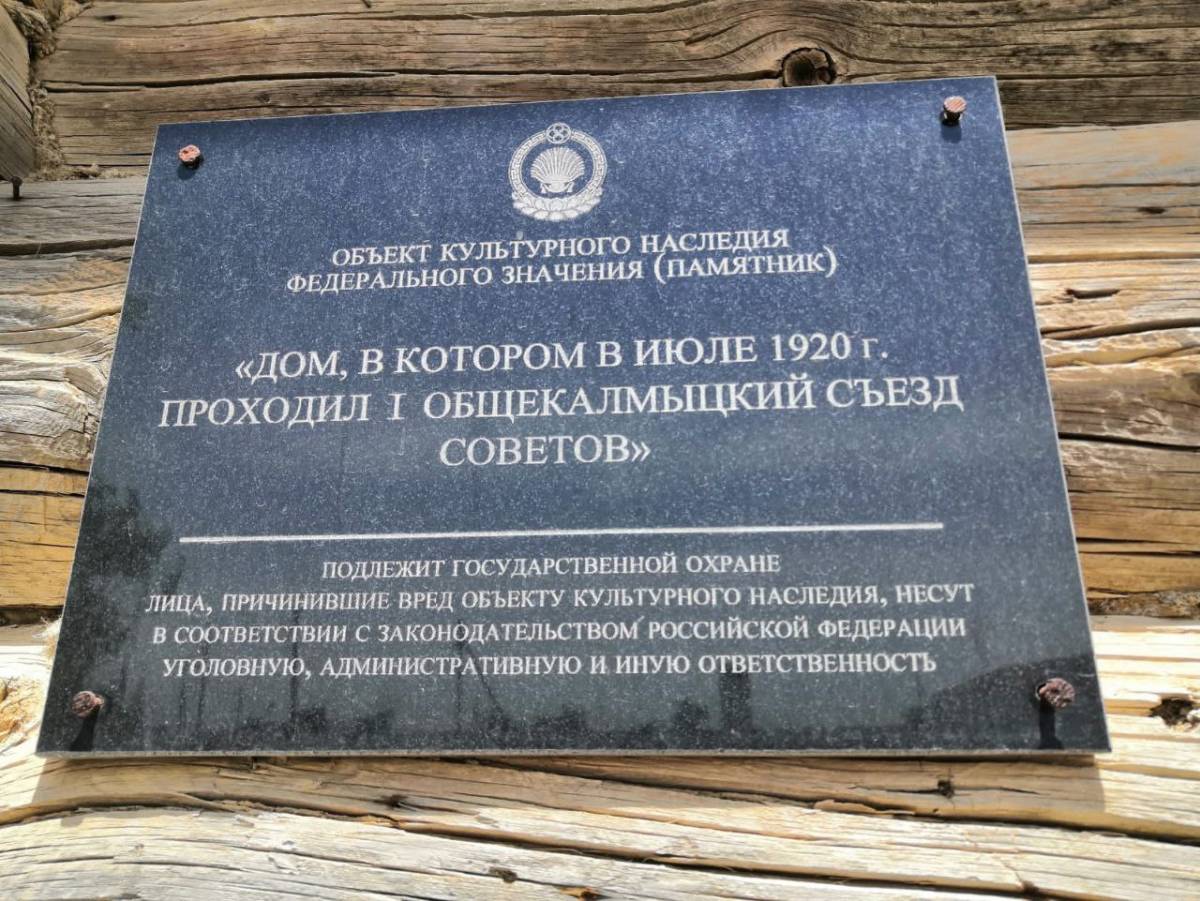 ОБЪЕКТ КУЛЬТУРНОГО НАСЛЕДИЯ
ФЕДЕРАЛЬНОГО ЗНАЧЕНИЯ (ПАМЯТНИК)
«ДОМ, В КОТОРОМ В ИЮЛЕ 1920 г.
ПРОХОДИЛ I ОБЩЕКАЛМЫЦКИЙ СЪЕЗД
СОВЕТОВ»
ПОДЛЕЖИТ ГОСУДАРСТВЕННОЙ ОХРАНЕ
ЛИЦА, ПРИЧИНИВШИЕ ВРЕД ОБЪЕКТУ КУЛЬТУРНОГО НАСЛЕДИЯ, НЕСУТ
В СООТВЕТСТВИИ С ЗАКОНОДАТЕЛЬСТВОМ РОССИЙСКОЙ ФЕДЕРАЦИИ
УГОЛОВНУЮ, АДМИНИСТРАТИВНУЮ И ИНУЮ ОТВЕТСТВЕННОСТЬ